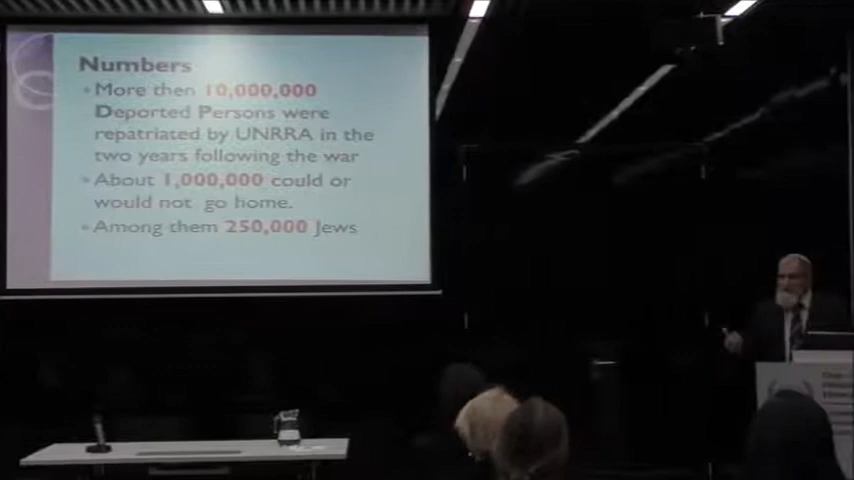 Numbers
More then 10,000,000
Deported Persons were
repatriated by UNRRA in the
two years following the war
About 1,000,000 could or
would not go home.
Among them 250,000 Jews